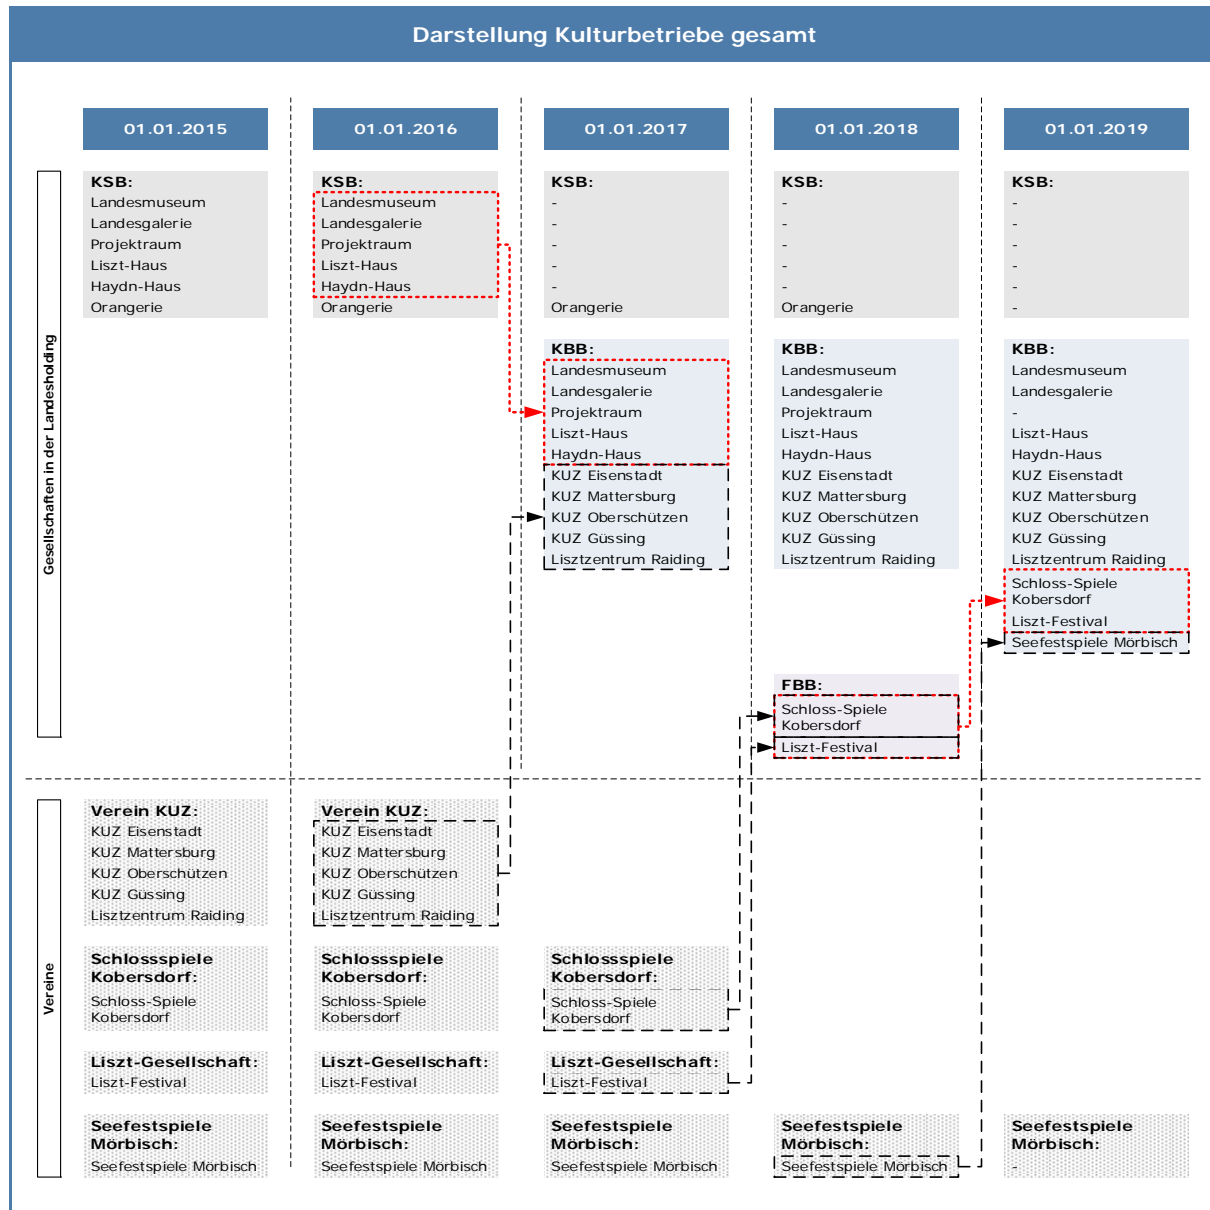 Darstellung Kulturbetriebe gesamt
01.01.2015
01.01.2016
01.01.2017
01.01.2018
01.01.2019
Gesellschaften in der Landesholding
KSB:
Landesmuseum
Landesgalerie
Projektraum
Liszt-Haus
Haydn-Haus
Orangerie
KSB:
Landesmuseum
Landesgalerie
Projektraum
Liszt-Haus
Haydn-Haus
Orangerie
KSB:
-
-
-
-
-
Orangerie
KSB:
-
-
-
-
-
Orangerie
KSB:
-
-
-
-
-
-
KBB:
Landesmuseum
Landesgalerie
Projektraum
Liszt-Haus
Haydn-Haus
KUZ Eisenstadt
KUZ Mattersburg
KUZ Oberschützen
KUZ Güssing
Lisztzentrum Raiding
KBB:
Landesmuseum
Landesgalerie
Projektraum
Liszt-Haus
Haydn-Haus
KUZ Eisenstadt
KUZ Mattersburg
KUZ Oberschützen
KUZ Güssing
Lisztzentrum Raiding
KBB:
Landesmuseum
Landesgalerie
-
Liszt-Haus
Haydn-Haus
KUZ Eisenstadt
KUZ Mattersburg
KUZ Oberschützen
KUZ Güssing
Lisztzentrum Raiding
Schloss-Spiele
Kobersdorf
Liszt-Festival
Seefestspiele Mörbisch
FBB:
Schloss-Spiele
Kobersdorf
Liszt-Festival
Vereine
Verein KUZ:
KUZ Eisenstadt
KUZ Mattersburg
KUZ Oberschützen
KUZ Güssing
Lisztzentrum Raiding
Verein KUZ:
KUZ Eisenstadt
KUZ Mattersburg
KUZ Oberschützen
KUZ Güssing
Lisztzentrum Raiding
Schlossspiele
Kobersdorf:
Schloss-Spiele
Kobersdorf
Schlossspiele
Kobersdorf:
Schloss-Spiele
Kobersdorf
Schlossspiele
Kobersdorf:
Schloss-Spiele
Kobersdorf
Liszt-Gesellschaft:
Liszt-Festival
Liszt-Gesellschaft:
Liszt-Festival
Liszt-Gesellschaft:
Liszt-Festival
Seefestspiele
Mörbisch:
Seefestspiele Mörbisch
Seefestspiele
Mörbisch:
Seefestspiele Mörbisch
Seefestspiele
Mörbisch:
Seefestspiele Mörbisch
Seefestspiele
Mörbisch:
Seefestspiele Mörbisch
Seefestspiele
Mörbisch:
-